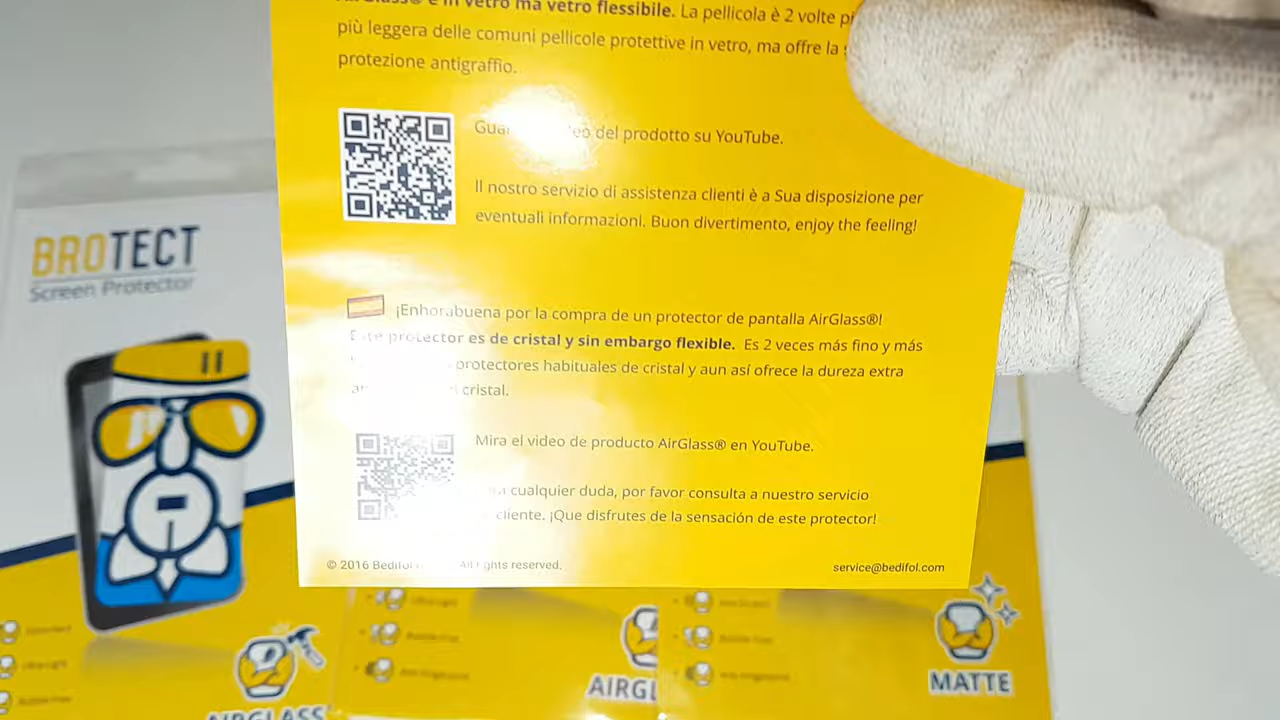 è in vetro ma vetro flessibile. La pellicola è 2 volte
più leggera delle comuni pellicole protettive in vetro, ma offre la
protezione antigraffio.
del prodotto su YouTube.
Il nostro servizio di assistenza clienti è a Sua disposizione per
eventuali informazioni. Buon divertimento, enjoy the feeling!
¡Enhorabuena por la compra de un protector de pantalla AirGlass®!
Este protector es de cristal y sin embargo flexible. Es 2 veces más fino y más
protectores habituales de cristal y aun así ofrece la dureza extra
cristal.
Mira el video de producto AirGlass® en YouTube.
cualquier duda, por favor consulta a nuestro servicio
cliente. ¡Que disfrutes de la sensación de este protector!
© 2016 Bedifol All rights reserved.
service@bedifol.com
BROTECT
Screen Protector
AIRGLASS
AIRGL
MATTE